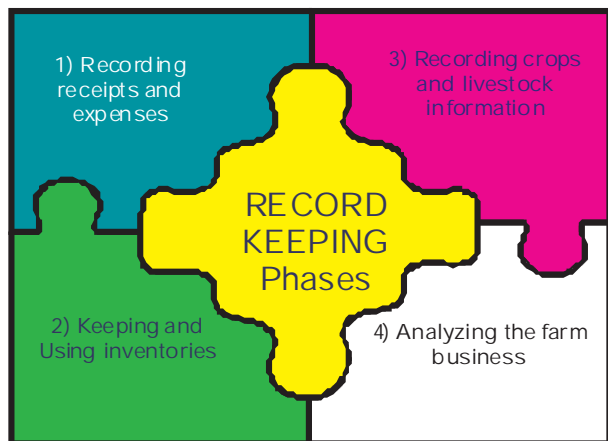 1) Recording
receipts and
expenses
3) Recording crops
and livestock
information
RECORD
KEEPING
Phases
2) Keeping and
Using inventories
4) Analyzing the farm
business